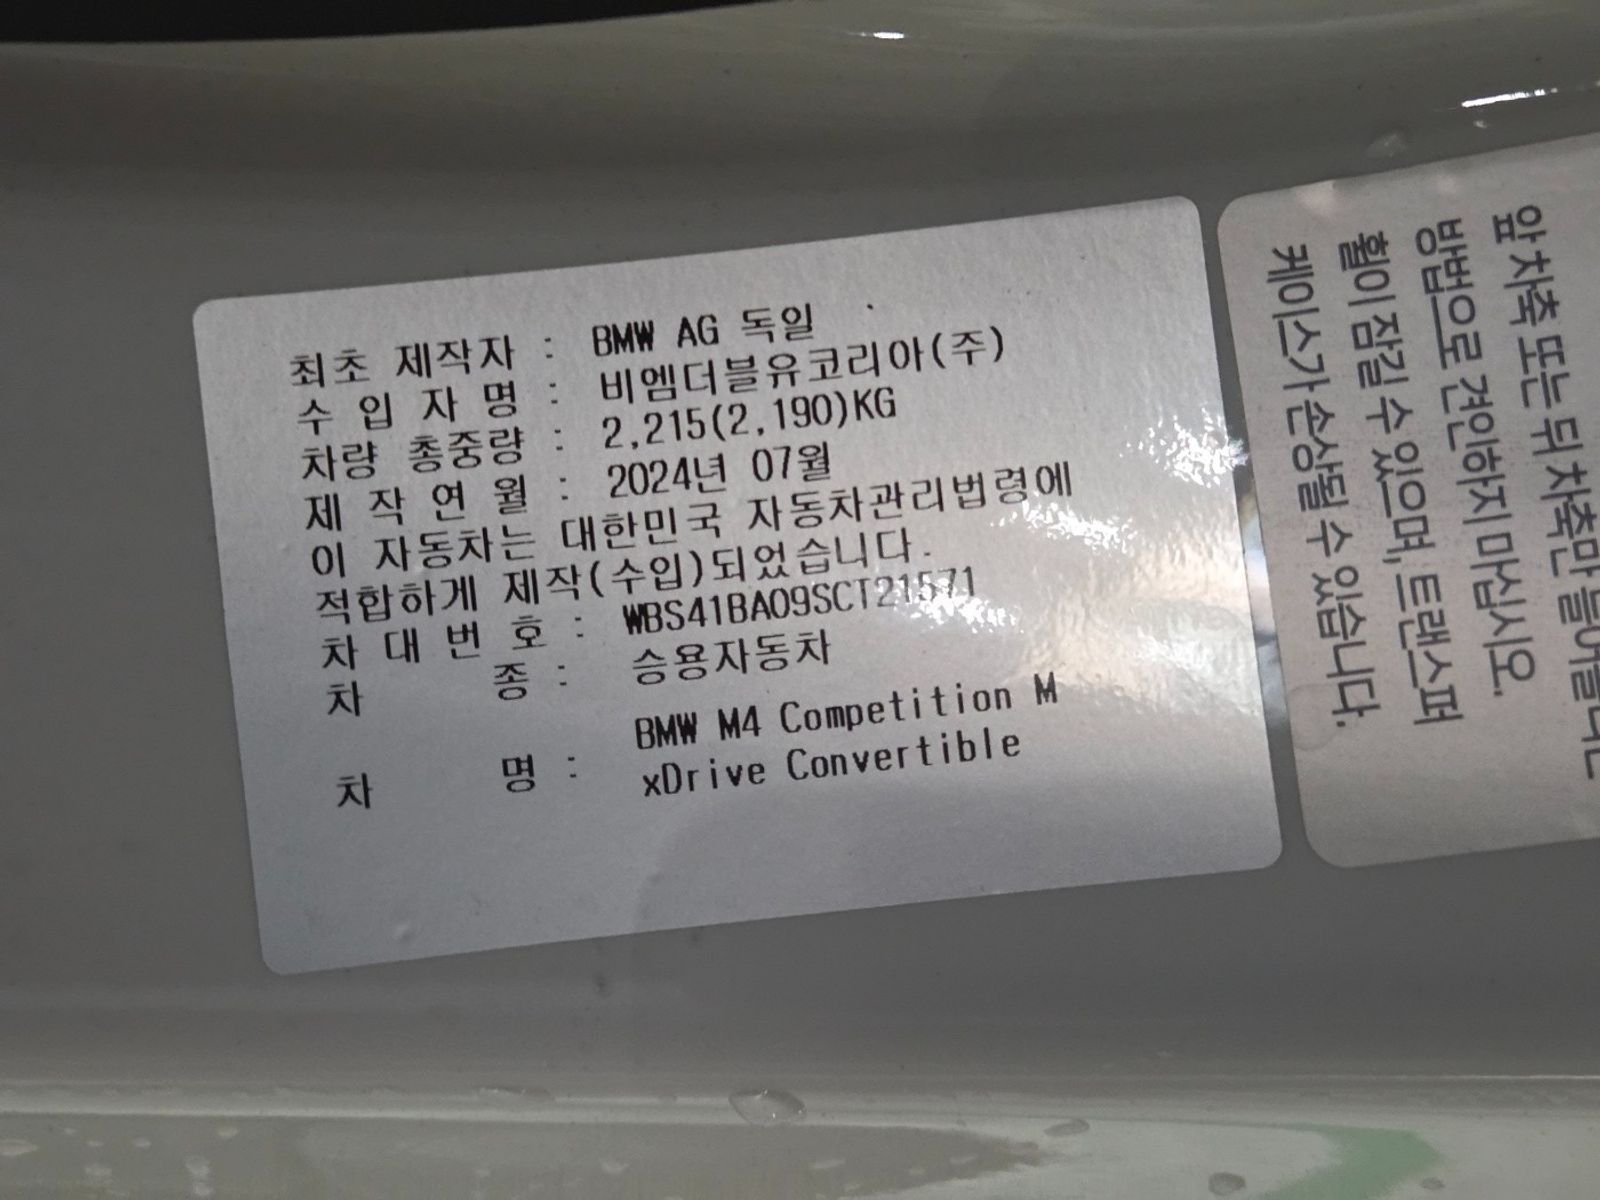 최초 제작자 : BMW AG 독일
수 입 자 명 : 비엠더블유코리아(주)
차량 총중량 : 2,215(2,190)KG
제 작 연 월 : 2024년 07월
이 자동차는 대한민국 자동차관리법령에
적합하게 제작(수입)되었습니다.
차 대 번 호 : WBS41BA09SCT21571
차 종 : 승용자동차
차 명 : BMW M4 Competition M
xDrive Convertible
앞 차축 또는 뒤 차축만 들어올리는
방법으로 견인하지 마십시오.
휠이 잠길 수 있으며, 트랜스퍼
케이스가 손상될 수 있습니다.